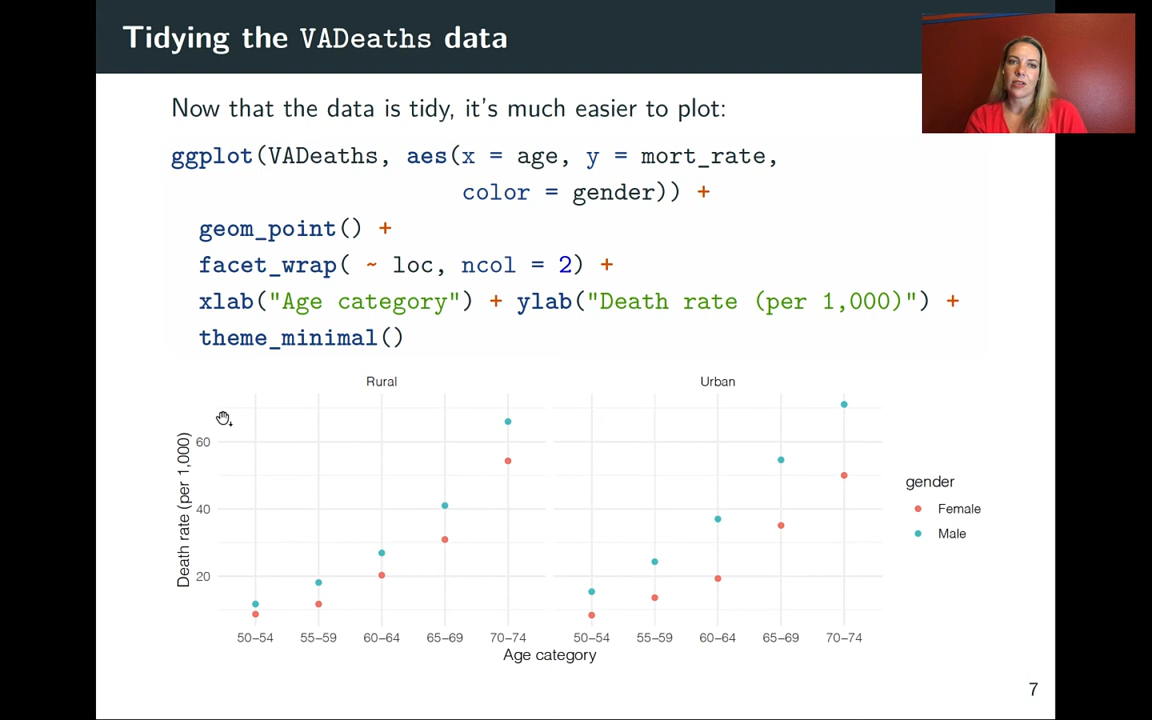 Tidying the VADeaths data
Now that the data is tidy, it's much easier to plot:
ggplot(VADeaths, aes(x = age, y = mort_rate,
color = gender)) +
geom_point() +
facet_wrap( ~ loc, ncol = 2) +
xlab("Age category") + ylab("Death rate (per 1,000)") +
theme_minimal()
Rural Urban
Death rate (per 1,000)
60
40
20
50–54 55–59 60–64 65–69 70–74 50–54 55–59 60–64 65–69 70–74
Age category
gender
Female
Male
7